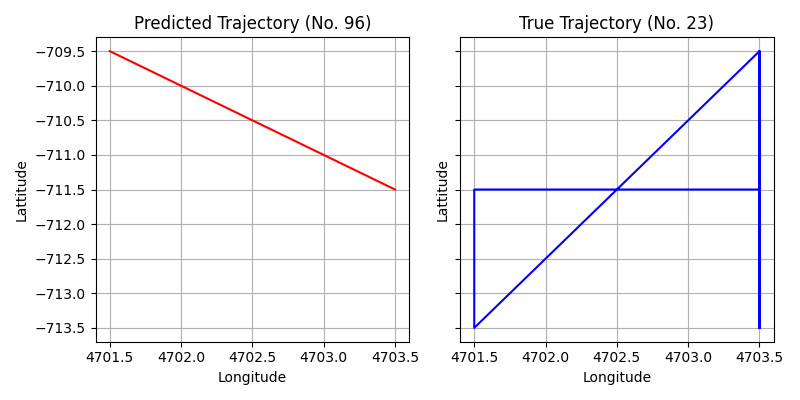 Predicted Trajectory (No. 96)
Lattitude
−709.5
−710.0
−710.5
−711.0
−711.5
−712.0
−712.5
−713.0
−713.5
4701.5 4702.0 4702.5 4703.0 4703.5
Longitude
True Trajectory (No. 23)
Lattitude
4701.5 4702.0 4702.5 4703.0 4703.5
Longitude